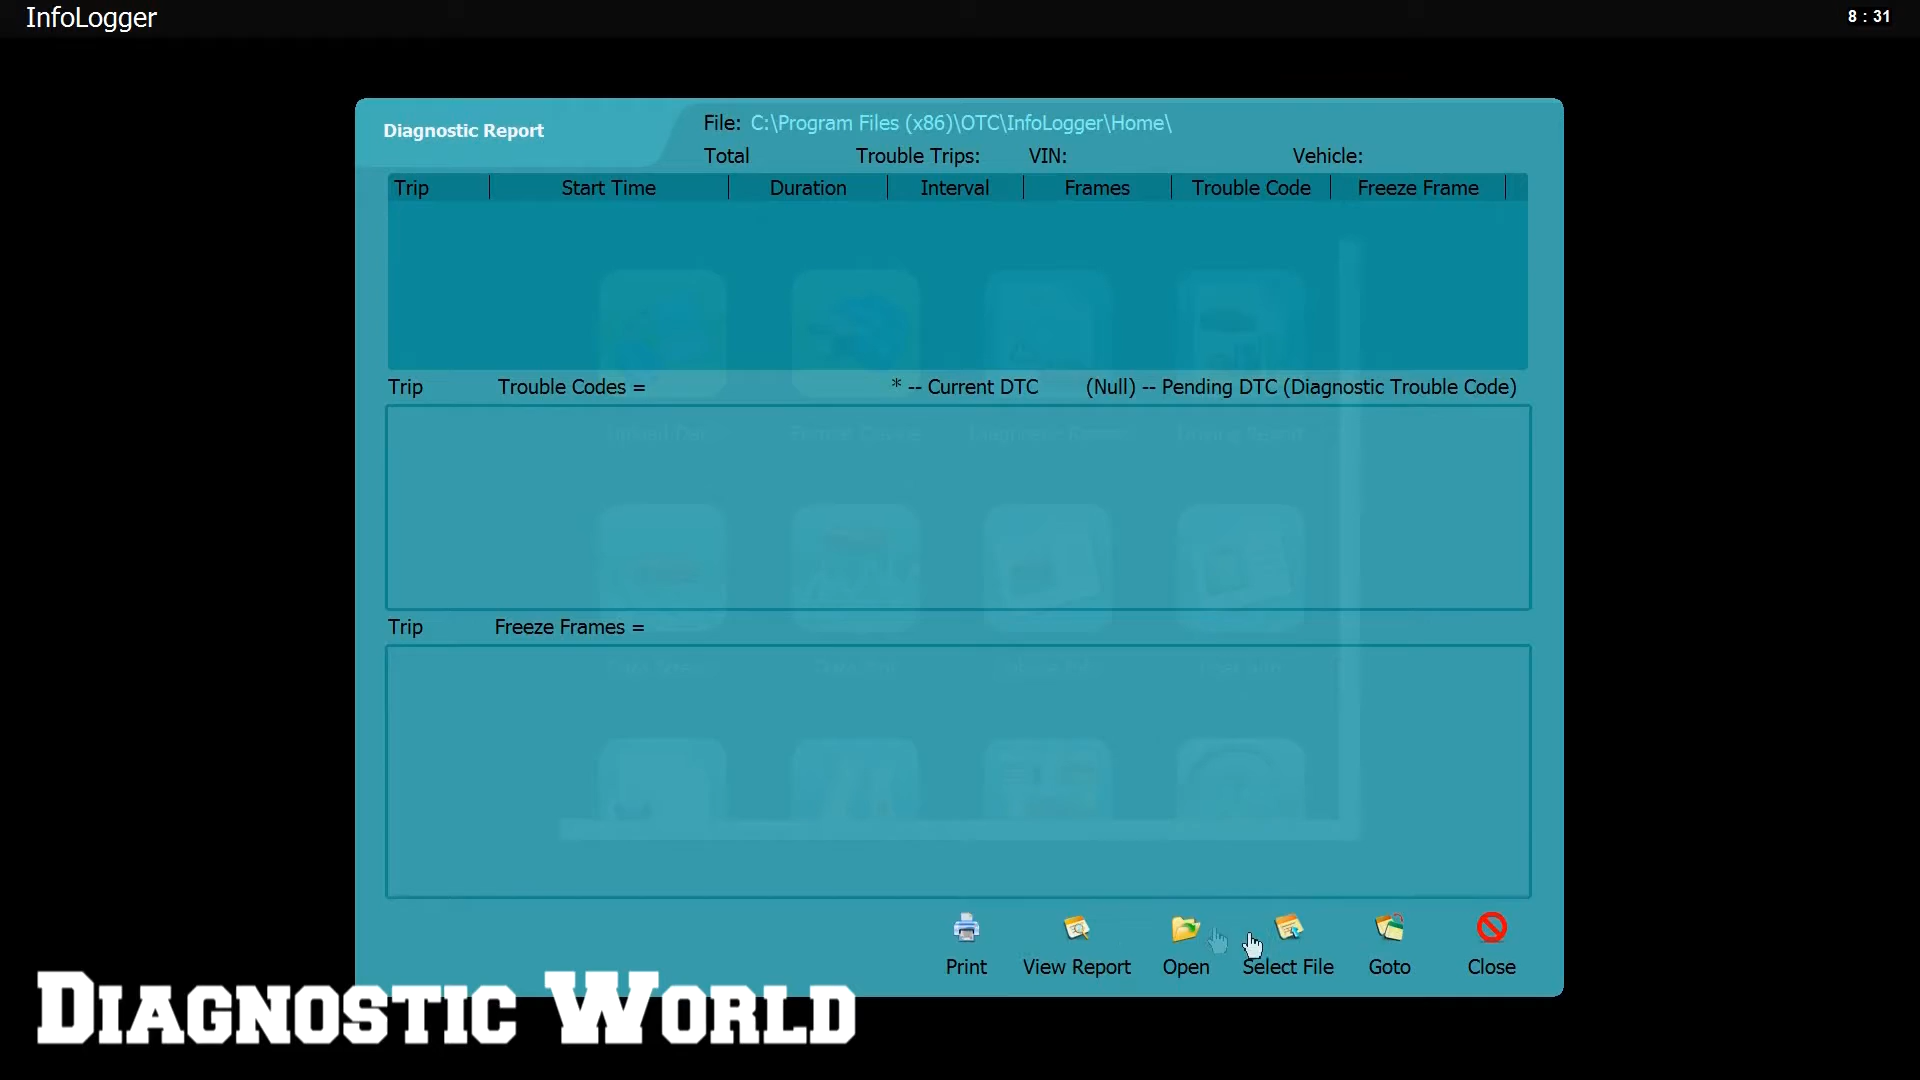 InfoLogger
8 : 31
Diagnostic Report
File: C:\Program Files (x86)\OTC\InfoLogger\Home\
Total Trouble Trips: VIN: Vehicle:
Trip Start Time Duration Interval Frames Trouble Code Freeze Frame
Trip Trouble Codes = * -- Current DTC (Null) -- Pending DTC (Diagnostic Trouble Code)
Trip Freeze Frames =
Print View Report Open Select File Goto Close
Diagnostic World